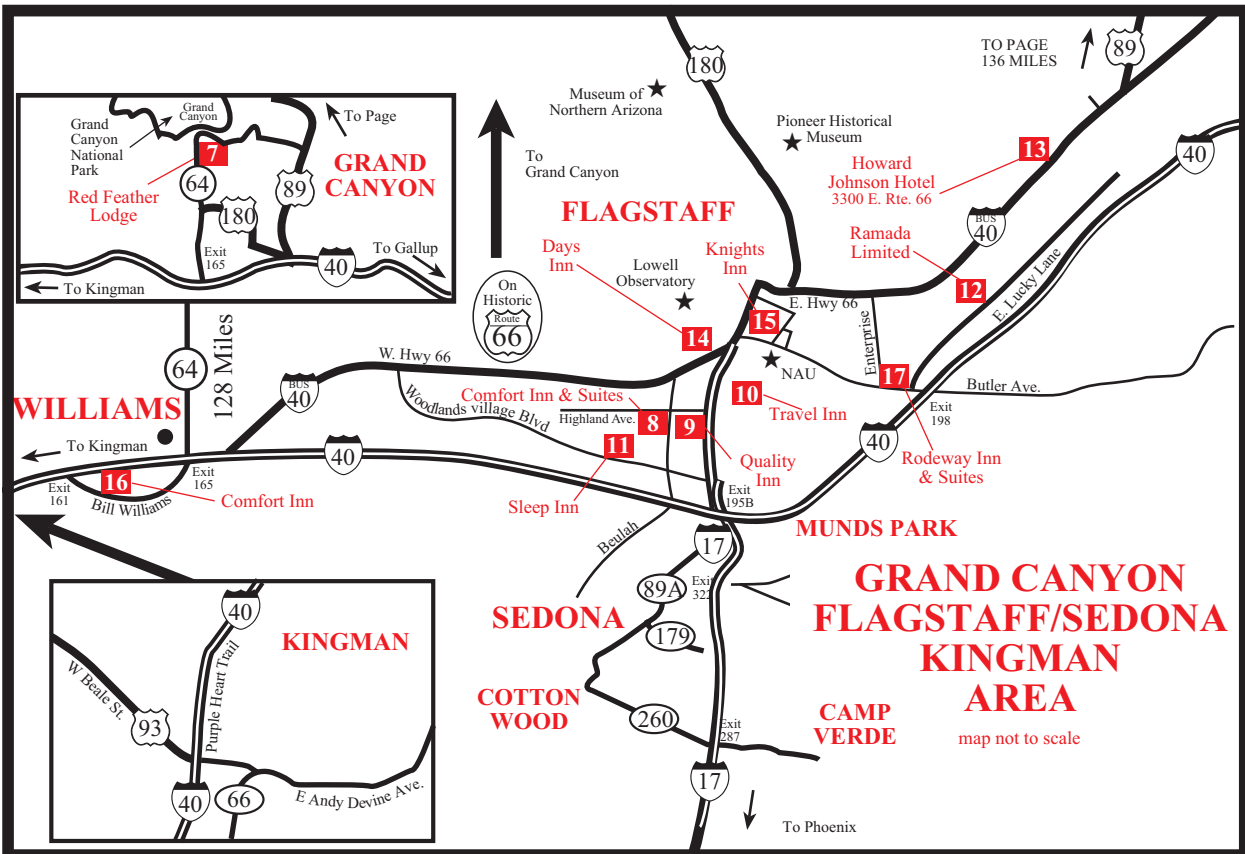 180
TO PAGE
136 MILES
89
Museum of
Northern Arizona
Pioneer Historical
Museum
To
Grand Canyon
40
13
Howard
Johnson Hotel
3300 E. Rte. 66
Grand
Canyon
Grand
Canyon
National
Park
To Page
7
GRAND
CANYON
Red Feather
Lodge
64
89
180
Exit
165
40
To Gallup
To Kingman
FLAGSTAFF
BUS
40
Days
Inn
Lowell
Observatory
Knights
Inn
Ramada
Limited
12
E. Lucky Lane
On
Historic
Route
66
E. Hwy 66
15
14
Enterprise
NAU
17
Butler Ave.
64
128 Miles
W. Hwy 66
BUS
40
WILLIAMS
Woodlands village Blvd
Comfort Inn & Suites
Highland Ave.
8
9
10
Travel Inn
Exit
198
11
To Kingman
40
40
16
Exit
161
Exit
165
Bill Williams
Comfort Inn
Sleep Inn
Quality
Inn
Rodeway Inn
& Suites
Exit
195B
Beulah
17
MUNDS PARK
89A
Exit
322
SEDONA
179
GRAND CANYON
FLAGSTAFF/SEDONA
KINGMAN
AREA
map not to scale
COTTON
WOOD
260
CAMP
VERDE
Exit
287
17
To Phoenix
40
KINGMAN
W Beale St.
Purple Heart Trail
93
40
66
E Andy Devine Ave.